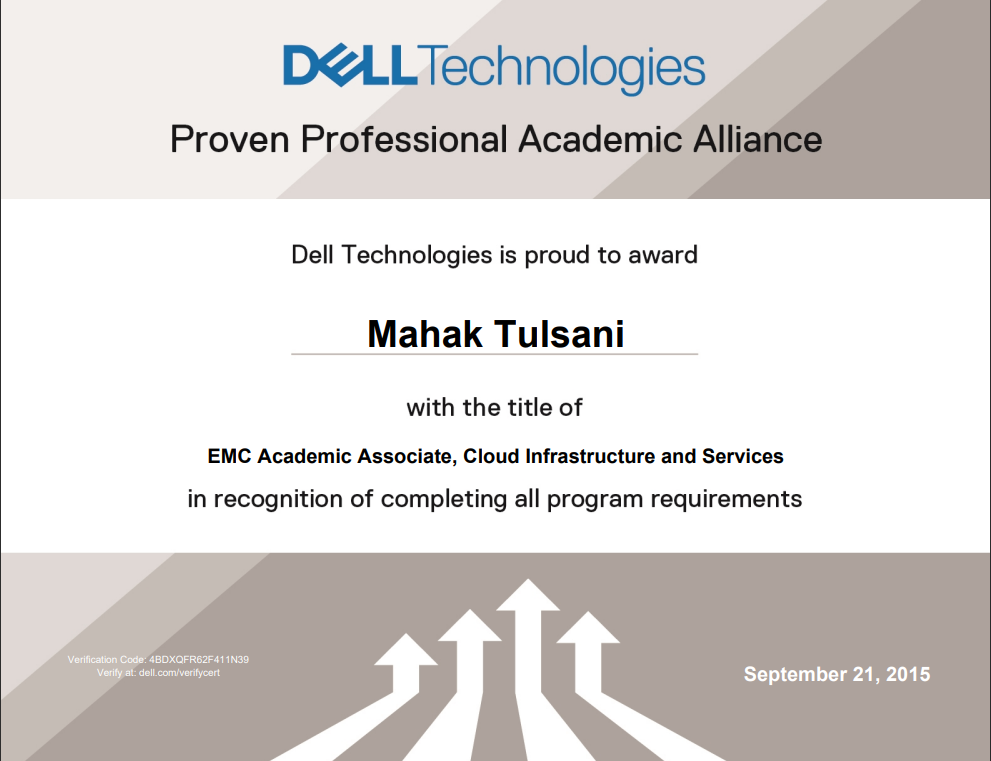 DELL Technologies
Proven Professional Academic Alliance
Dell Technologies is proud to award
Mahak Tulsani
with the title of
EMC Academic Associate, Cloud Infrastructure and Services
in recognition of completing all program requirements
Verification Code: 4BDXQFR62F411N39
Verify at: dell.com/verifycert
September 21, 2015